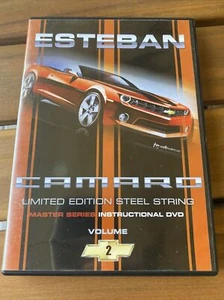 ESTEBAN
CAMARO
LIMITED EDITION STEEL STRING
MASTER SERIES INSTRUCTIONAL DVD
VOLUME
2